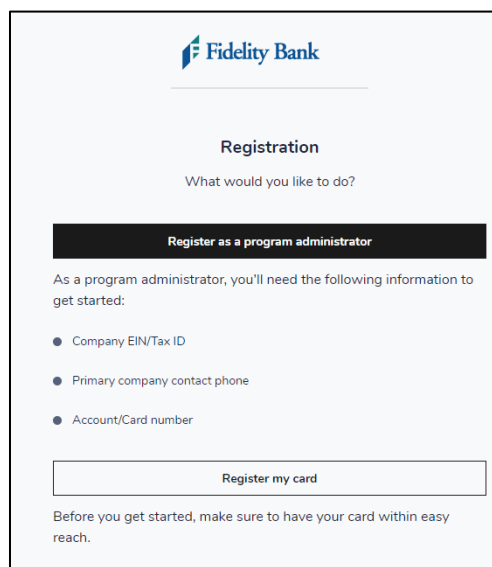 Fidelity Bank
Registration
What would you like to do?
Register as a program administrator
As a program administrator, you'll need the following information to
get started:
Company EIN/Tax ID
Primary company contact phone
Account/Card number
Register my card
Before you get started, make sure to have your card within easy
reach.